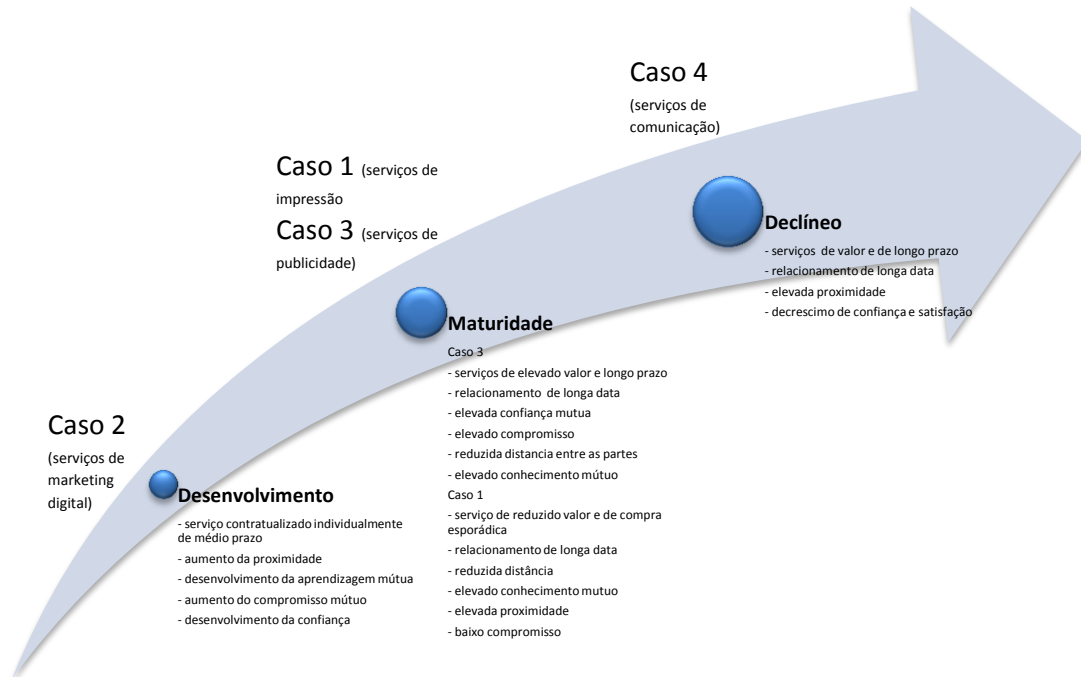 Caso 4
(serviços de
comunicação)
Caso 1 (serviços de
impressão
Caso 3 (serviços de
publicidade)
Declíneo
- serviços de valor e de longo prazo
- relacionamento de longa data
- elevada proximidade
- decrescimo de confiança e satisfação
Maturidade
Caso 3
- serviços de elevado valor e longo prazo
- relacionamento de longa data
- elevada confiança mutua
- elevado compromisso
- reduzida distancia entre as partes
- elevado conhecimento mútuo
Caso 1
- serviço de reduzido valor e de compra
esporádica
- relacionamento de longa data
- reduzida distância
- elevado conhecimento mutuo
- elevada proximidade
- baixo compromisso
Caso 2
(serviços de
marketing
digital)
Desenvolvimento
- serviço contratualizado individualmente
de médio prazo
- aumento da proximidade
- desenvolvimento da aprendizagem mútua
- aumento do compromisso mútuo
- desenvolvimento da confiança